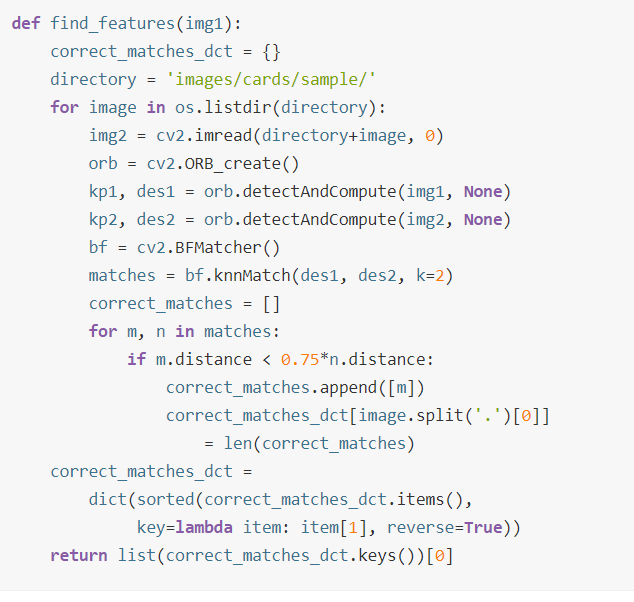 def find_features(img1):
    correct_matches_dct = {}
    directory = 'images/cards/sample/'
    for image in os.listdir(directory):
        img2 = cv2.imread(directory+image, 0)
        orb = cv2.ORB_create()
        kp1, des1 = orb.detectAndCompute(img1, None)
        kp2, des2 = orb.detectAndCompute(img2, None)
        bf = cv2.BFMatcher()
        matches = bf.knnMatch(des1, des2, k=2)
        correct_matches = []
        for m, n in matches:
            if m.distance < 0.75*n.distance:
                correct_matches.append([m])
                correct_matches_dct[image.split('.')[0]]
                    = len(correct_matches)
    correct_matches_dct =
        dict(sorted(correct_matches_dct.items(),
             key=lambda item: item[1], reverse=True))
    return list(correct_matches_dct.keys())[0]